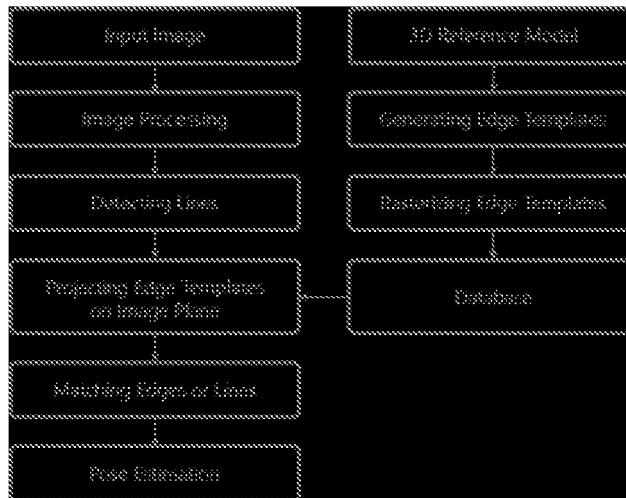 Input Image
3D Reference Model
Image Processing
Generating Edge Templates
Detecting Lines
Rasterizing Edge Templates
Projecting Edge Templates
on Image Plane
Database
Matching Edges or Lines
Pose Estimation